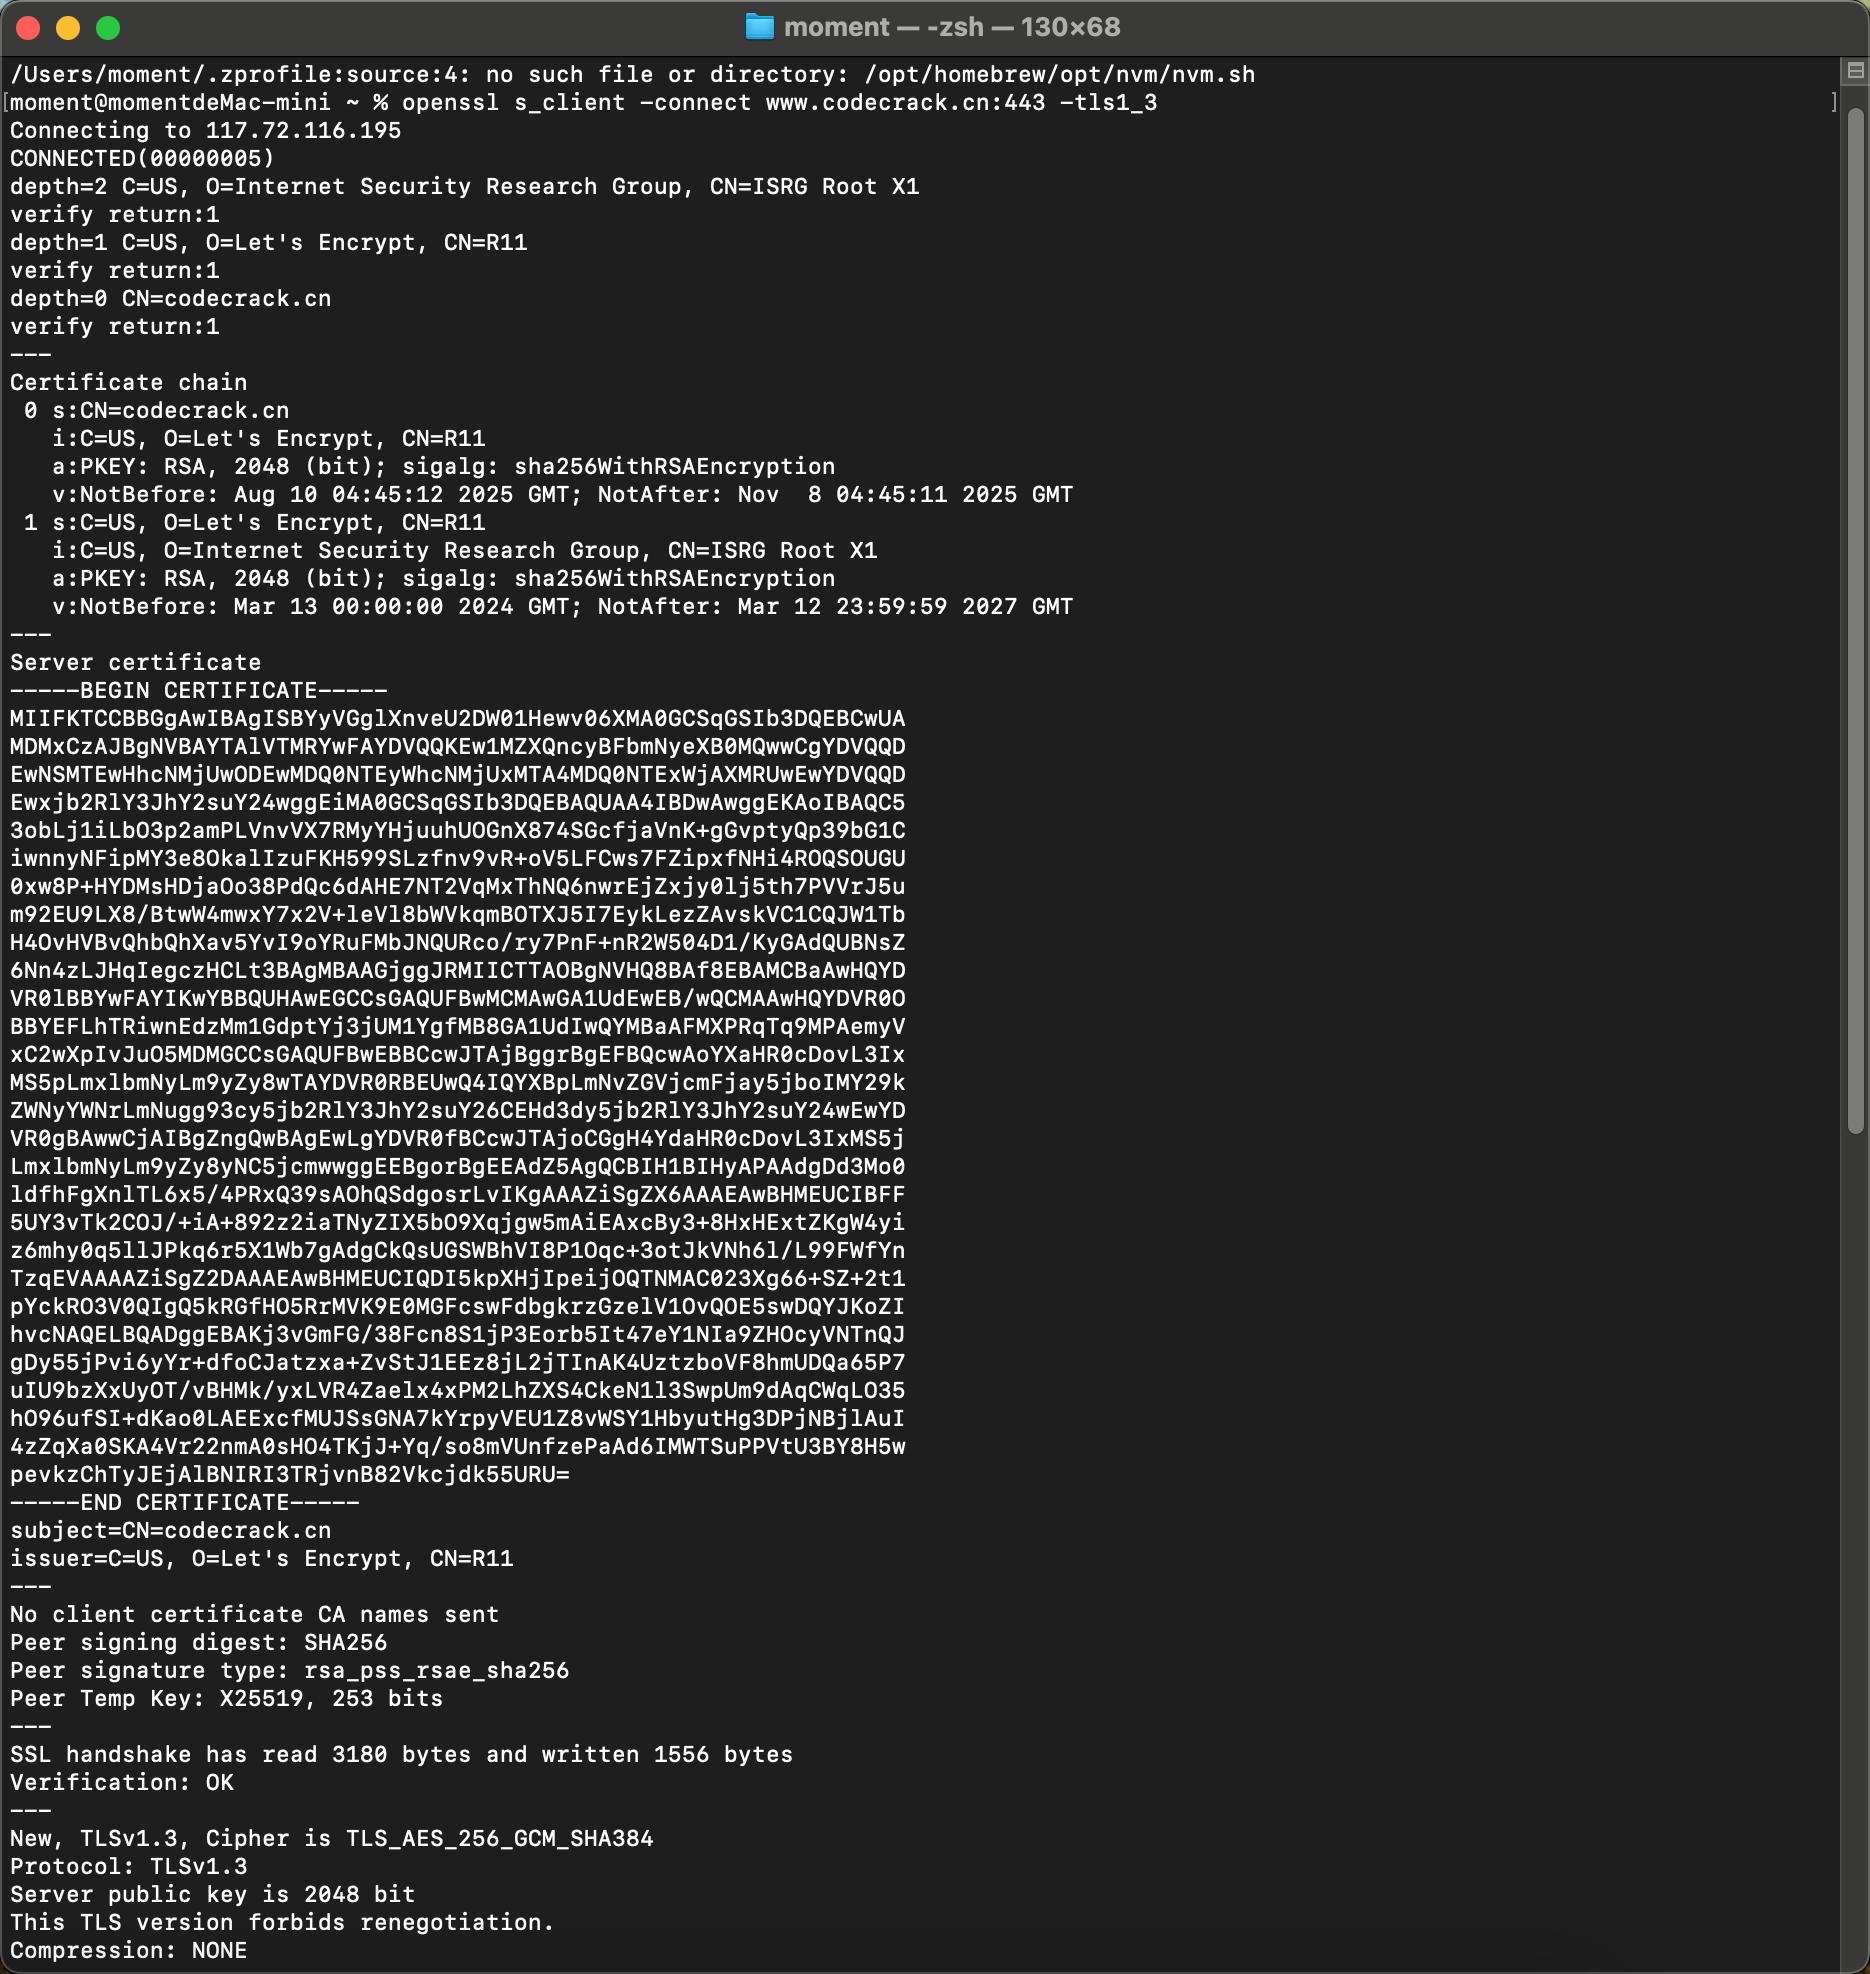 moment — -zsh — 130×68
/Users/moment/.zprofile:source:4: no such file or directory: /opt/homebrew/opt/nvm/nvm.sh
[moment@momentdeMac-mini ~ % openssl s_client -connect www.codecrack.cn:443 -tls1_3 ]
Connecting to 117.72.116.195
CONNECTED(00000005)
depth=2 C=US, O=Internet Security Research Group, CN=ISRG Root X1
verify return:1
depth=1 C=US, O=Let's Encrypt, CN=R11
verify return:1
depth=0 CN=codecrack.cn
verify return:1
---
Certificate chain
 0 s:CN=codecrack.cn
   i:C=US, O=Let's Encrypt, CN=R11
   a:PKEY: RSA, 2048 (bit); sigalg: sha256WithRSAEncryption
   v:NotBefore: Aug 10 04:45:12 2025 GMT; NotAfter: Nov  8 04:45:11 2025 GMT
 1 s:C=US, O=Let's Encrypt, CN=R11
   i:C=US, O=Internet Security Research Group, CN=ISRG Root X1
   a:PKEY: RSA, 2048 (bit); sigalg: sha256WithRSAEncryption
   v:NotBefore: Mar 13 00:00:00 2024 GMT; NotAfter: Mar 12 23:59:59 2027 GMT
---
Server certificate
-----BEGIN CERTIFICATE-----
MIIFKTCCBBGgAwIBAgISBYyVGglXnveU2DW01Hewv06XMA0GCSqGSIb3DQEBCwUA
MDMxCzAJBgNVBAYTAlVTMRYwFAYDVQQKEw1MZXQncyBFbmNyeXB0MQwwCgYDVQQD
EwNSMTEwHhcNMjUwODEwMDQ0NTEyWhcNMjUxMTA4MDQ0NTExWjAXMRUwEwYDVQQD
Ewxjb2RlY3JhY2suY24wggEiMA0GCSqGSIb3DQEBAQUAA4IBDwAwggEKAoIBAQC5
3obLj1iLbO3p2amPLVnvVX7RMyYHjuuhUOGnX874SGcfjaVnK+gGvptyQp39bG1C
iwnnyNFipMY3e8OkalIzuFKH599SLzfnv9vR+oV5LFCws7FZipxfNHi4ROQSOUGU
0xw8P+HYDMsHDjaOo38PdQc6dAHE7NT2VqMxThNQ6nwrEjZxjy0lj5th7PVVrJ5u
m92EU9LX8/BtwW4mwxY7x2V+leVl8bWVkqmBOTXJ5I7EykLezZAvskVC1CQJW1Tb
H4OvHVBvQhbQhXav5YvI9oYRuFMbJNQURco/ry7PnF+nR2W504D1/KyGAdQUBNsZ
6Nn4zLJHqIegczHCLt3BAgMBAAGjggJRMIICTTAOBgNVHQ8BAf8EBAMCBaAwHQYD
VR0lBBYwFAYIKwYBBQUHAwEGCCsGAQUFBwMCMAwGA1UdEwEB/wQCMAAwHQYDVR0O
BBYEFLhTRiwnEdzMm1GdptYj3jUM1YgfMB8GA1UdIwQYMBaAFMXPRqTq9MPAemyV
xC2wXpIvJuO5MDMGCCsGAQUFBwEBBCcwJTAjBggrBgEFBQcwAoYXaHR0cDovL3Ix
MS5pLmxlbmNyLm9yZy8wTAYDVR0RBEUwQ4IQYXBpLmNvZGVjcmFjay5jboIMY29k
ZWNyYWNrLmNugg93cy5jb2RlY3JhY2suY26CEHd3dy5jb2RlY3JhY2suY24wEwYD
VR0gBAwwCjAIBgZngQwBAgEwLgYDVR0fBCcwJTAjoCGgH4YdaHR0cDovL3IxMS5j
LmxlbmNyLm9yZy8yNC5jcmwwggEEBgorBgEEAdZ5AgQCBIH1BIHyAPAAdgDd3Mo0
ldfhFgXnlTL6x5/4PRxQ39sAOhQSdgosrLvIKgAAAZiSgZX6AAAEAwBHMEUCIBFF
5UY3vTk2COJ/+iA+892z2iaTNyZIX5bO9Xqjgw5mAiEAxcBy3+8HxHExtZKgW4yi
z6mhy0q5llJPkq6r5X1Wb7gAdgCkQsUGSWBhVI8P1Oqc+3otJkVNh6l/L99FWfYn
TzqEVAAAAZiSgZ2DAAAEAwBHMEUCIQDI5kpXHjIpeijOQTNMAC023Xg66+SZ+2t1
pYckRO3V0QIgQ5kRGfHO5RrMVK9E0MGFcswFdbgkrzGzelV1OvQOE5swDQYJKoZI
hvcNAQELBQADggEBAKj3vGmFG/38Fcn8S1jP3Eorb5It47eY1NIa9ZHOcyVNTnQJ
gDy55jPvi6yYr+dfoCJatzxa+ZvStJ1EEz8jL2jTInAK4UztzboVF8hmUDQa65P7
uIU9bzXxUyOT/vBHMk/yxLVR4Zaelx4xPM2LhZXS4CkeN1l3SwpUm9dAqCWqLO35
hO96ufSI+dKao0LAEExcfMUJSsGNA7kYrpyVEU1Z8vWSY1HbyutHg3DPjNBjlAuI
4zZqXa0SKA4Vr22nmA0sHO4TKjJ+Yq/so8mVUnfzePaAd6IMWTSuPPVtU3BY8H5w
pevkzChTyJEjAlBNIRI3TRjvnB82Vkcjdk55URU=
-----END CERTIFICATE-----
subject=CN=codecrack.cn
issuer=C=US, O=Let's Encrypt, CN=R11
---
No client certificate CA names sent
Peer signing digest: SHA256
Peer signature type: rsa_pss_rsae_sha256
Peer Temp Key: X25519, 253 bits
---
SSL handshake has read 3180 bytes and written 1556 bytes
Verification: OK
---
New, TLSv1.3, Cipher is TLS_AES_256_GCM_SHA384
Protocol: TLSv1.3
Server public key is 2048 bit
This TLS version forbids renegotiation.
Compression: NONE